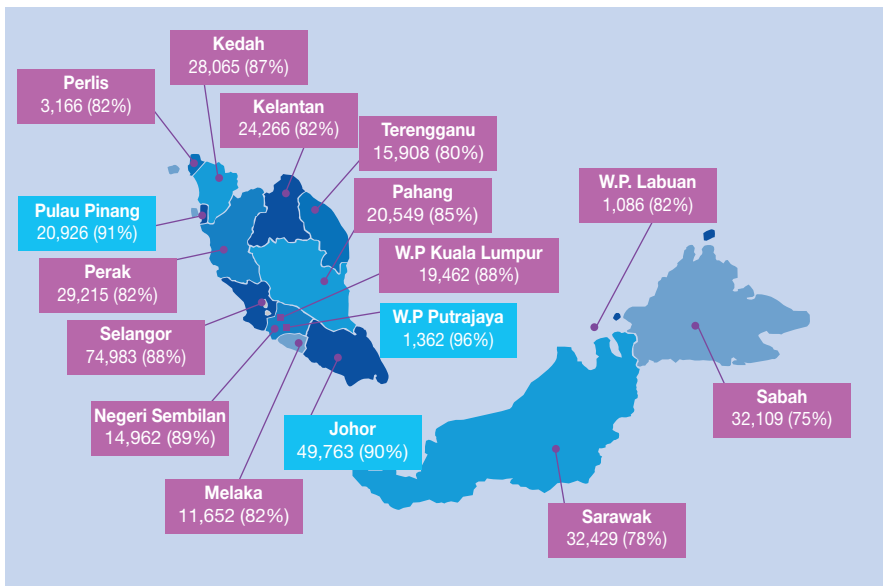 Kedah
28,065 (87%)
Perlis
3,166 (82%)
Kelantan
24,266 (82%)
Terengganu
15,908 (80%)
W.P. Labuan
1,086 (82%)
Pahang
20,549 (85%)
Pulau Pinang
20,926 (91%)
W.P Kuala Lumpur
19,462 (88%)
Perak
29,215 (82%)
W.P Putrajaya
1,362 (96%)
Selangor
74,983 (88%)
Sabah
32,109 (75%)
Negeri Sembilan
14,962 (89%)
Johor
49,763 (90%)
Melaka
11,652 (82%)
Sarawak
32,429 (78%)